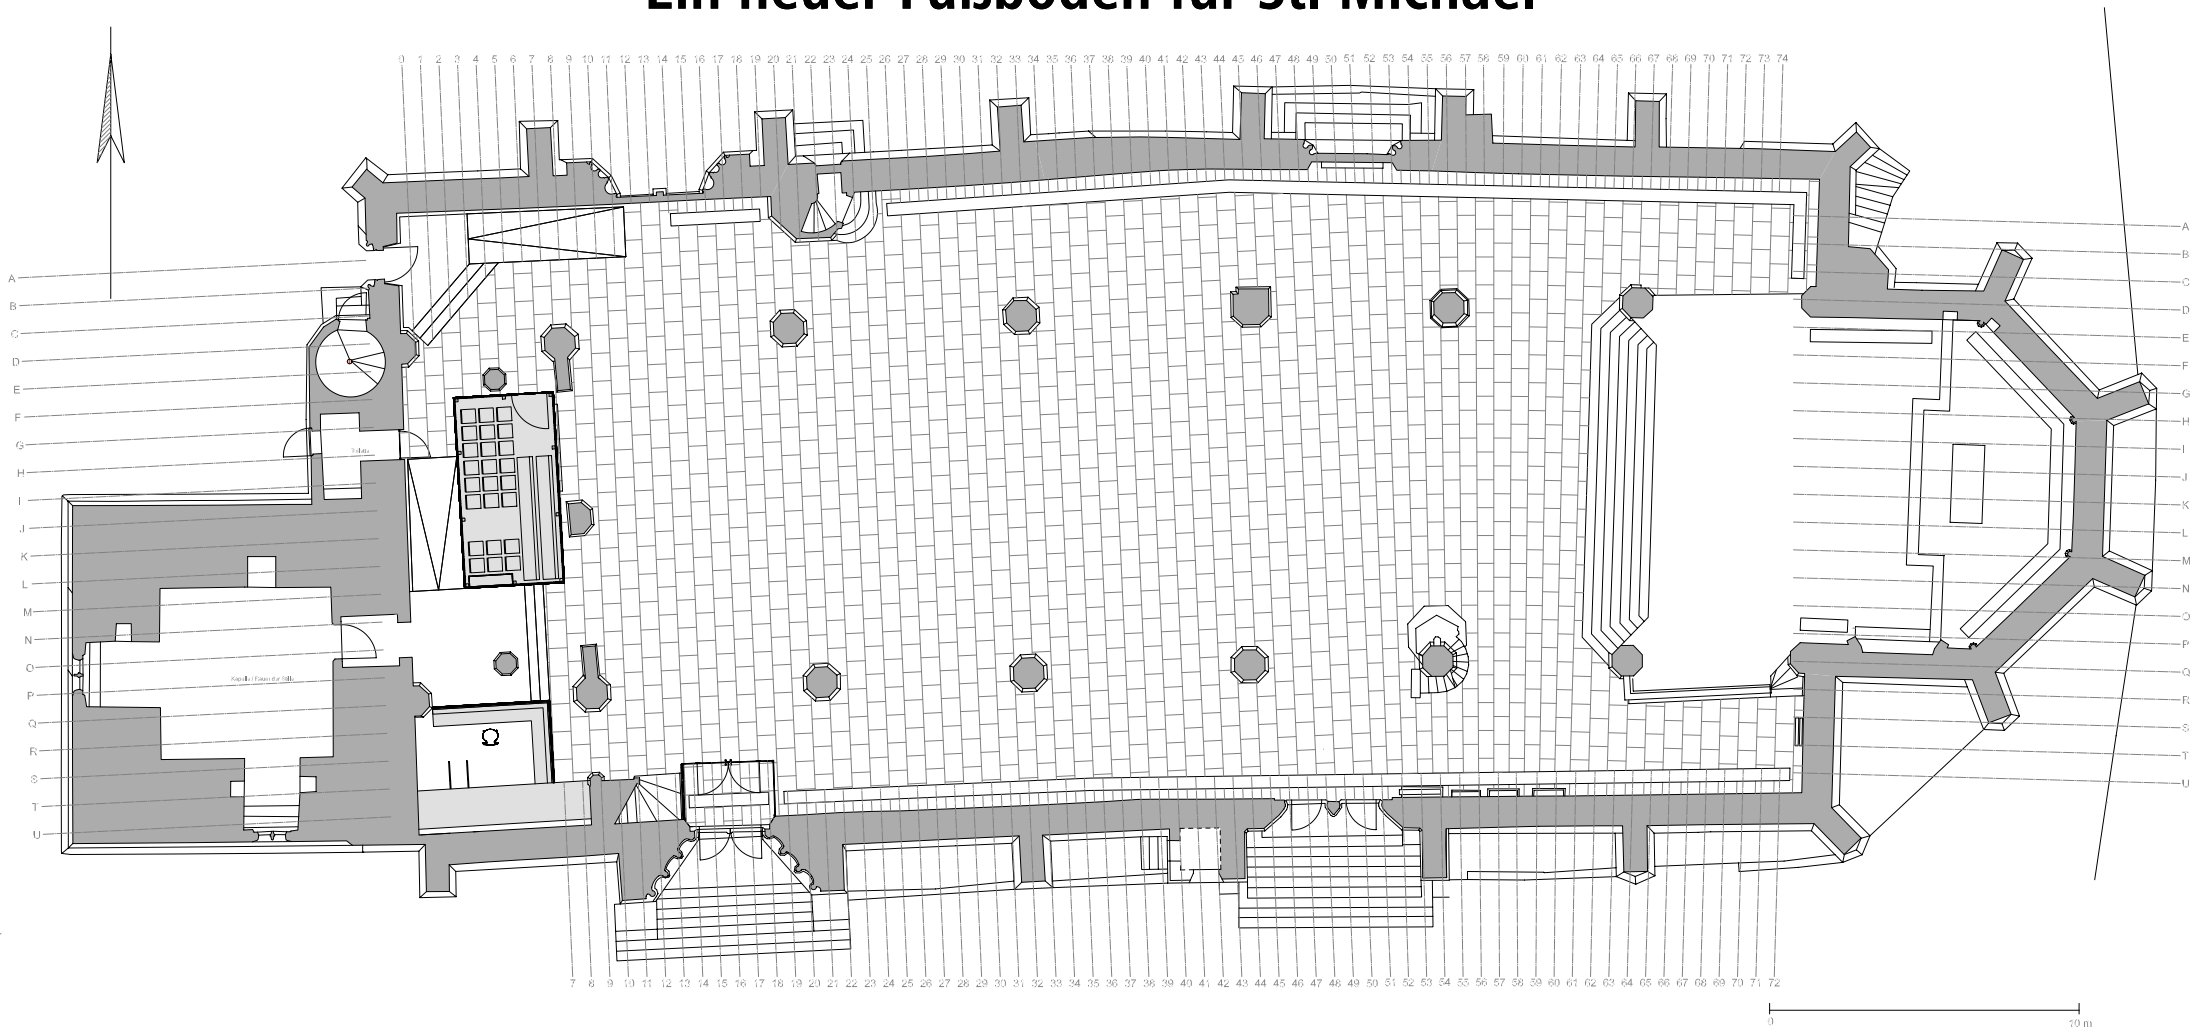 Ein neuer Fußboden für St. Michael
0 1 2 3 4 5 6 7 8 9 10 11 12 13 14 15 16 17 18 19 20 21 22 23 24 25 26 27 28 29 30 31 32 33 34 35 36 37 38 39 40 41 42 43 44 45 46 47 48 49 50 51 52 53 54 55 56 57 58 59 60 61 62 63 64 65 66 67 68 69 70 71 72 73 74
A A
B B
C C
D D
E E
F F
G G
H H
I I
J J
K K
L L
M M
N N
O O
P P
Q Q
R R
S S
T T
U U
7 8 9 10 11 12 13 14 15 16 17 18 19 20 21 22 23 24 25 26 27 28 29 30 31 32 33 34 35 36 37 38 39 40 41 42 43 44 45 46 47 48 49 50 51 52 53 54 55 56 57 58 59 60 61 62 63 64 65 66 67 68 69 70 71 72
0 10 m